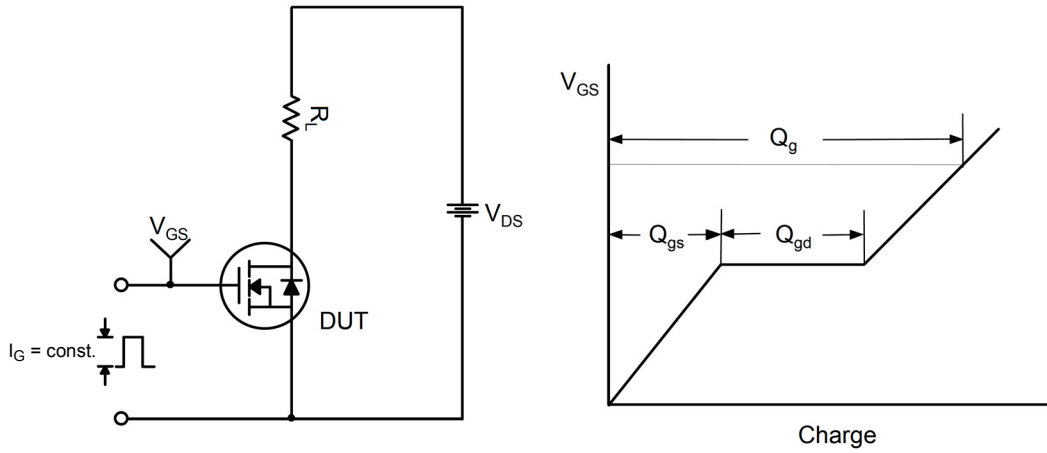 R_L
V_DS
V_GS
DUT
I_G = const.
V_GS
Q_g
Q_gs
Q_gd
Charge